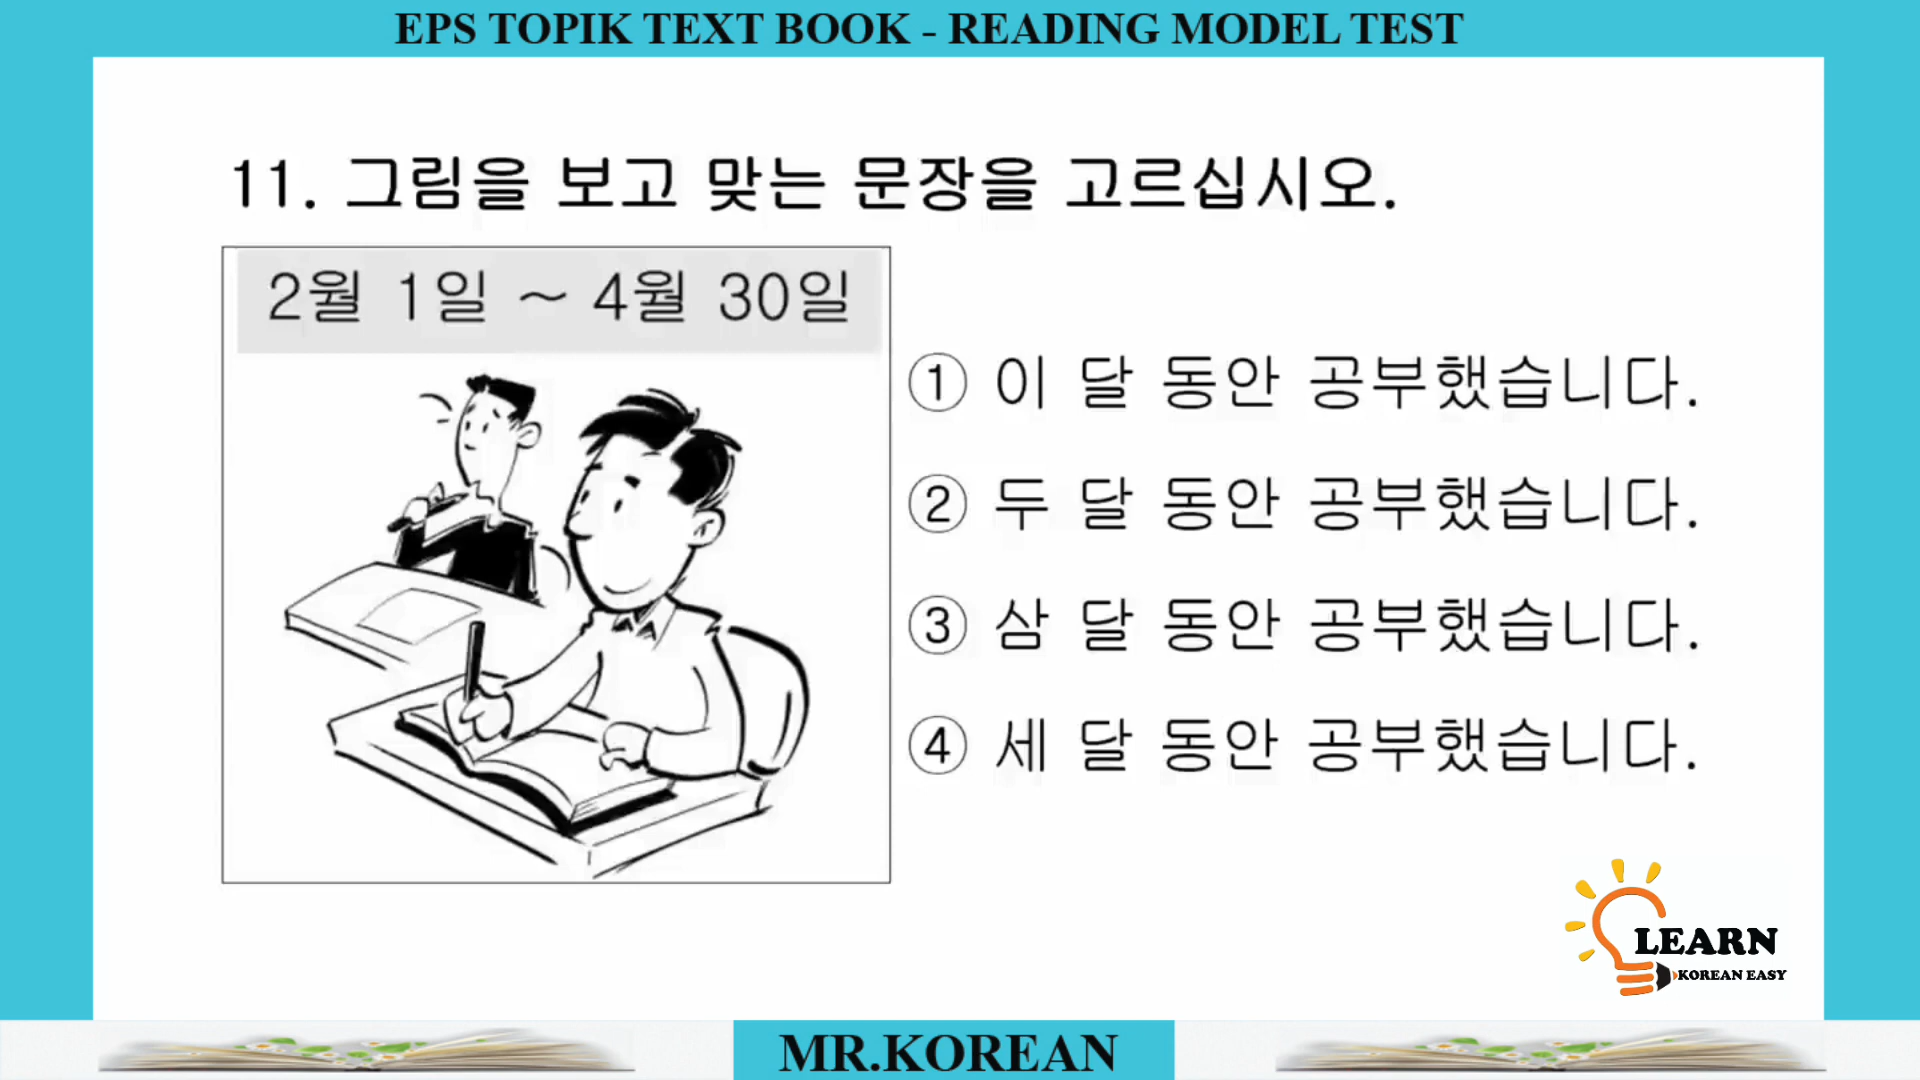 EPS TOPIK TEXT BOOK - READING MODEL TEST
11. 그림을 보고 맞는 문장을 고르십시오.
2월 1일 ~ 4월 30일
① 이 달 동안 공부했습니다.
② 두 달 동안 공부했습니다.
③ 삼 달 동안 공부했습니다.
④ 세 달 동안 공부했습니다.
LEARN
KOREAN EASY
MR.KOREAN